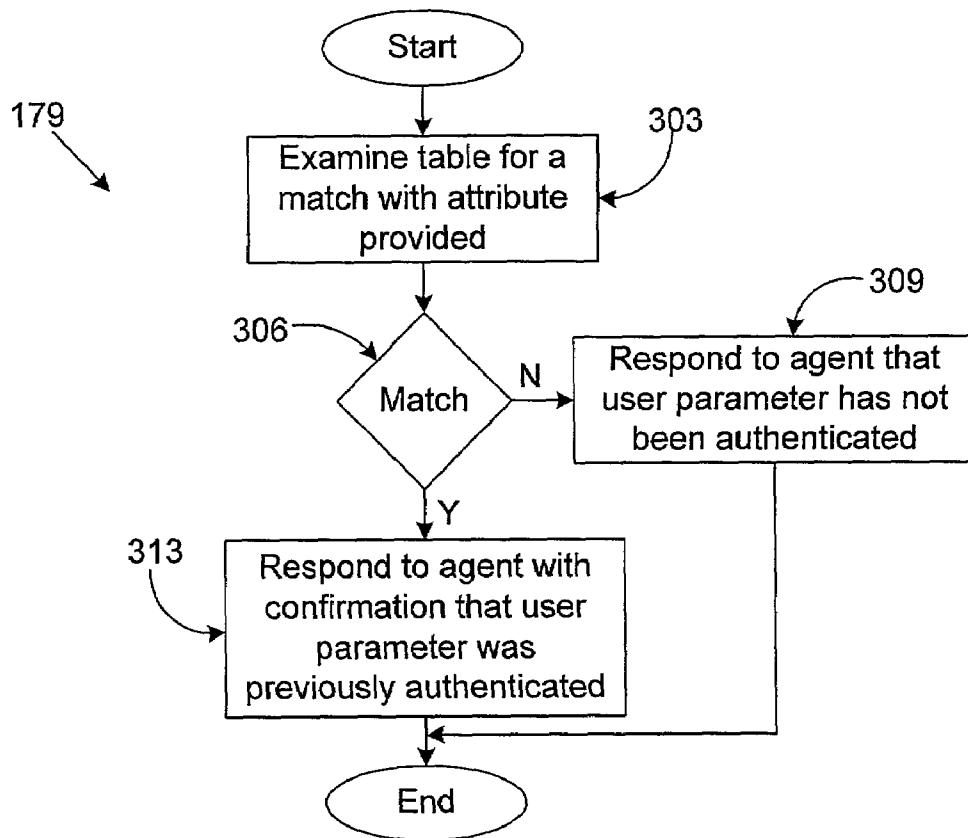 Start
179
303
Examine table for a
match with attribute
provided
306
309
Match
N
Respond to agent that
user parameter has not
been authenticated
Y
313
Respond to agent with
confirmation that user
parameter was
previously authenticated
End